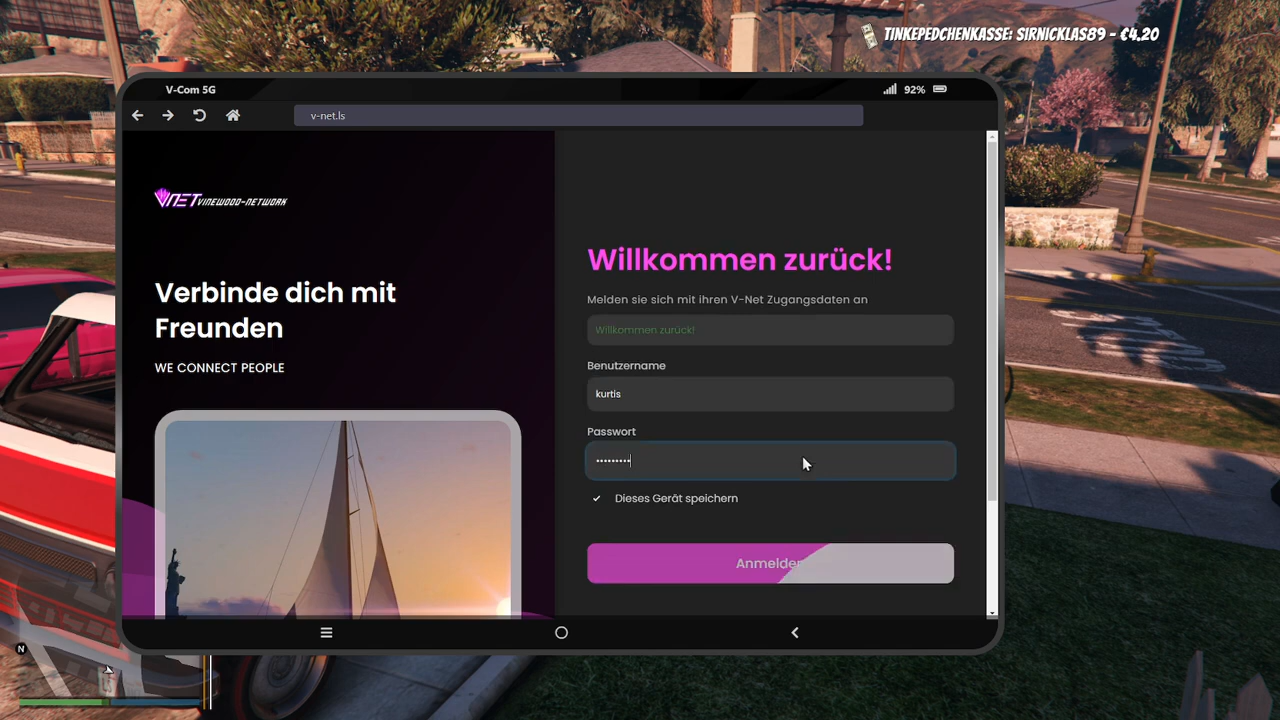 TINKEPEDCHENKASSE: SIRNICKLAS89 - €4.20
V-Com 5G
92%
v-net.ls
VNET VINEWOOD-NETWORK
Willkommen zurück!
Verbinde dich mit
Freunden
WE CONNECT PEOPLE
Melden sie sich mit ihren V-Net Zugangsdaten an
Willkommen zurück!
Benutzername
kurtis
Passwort
•••••••••
Dieses Gerät speichern
Anmelden
N